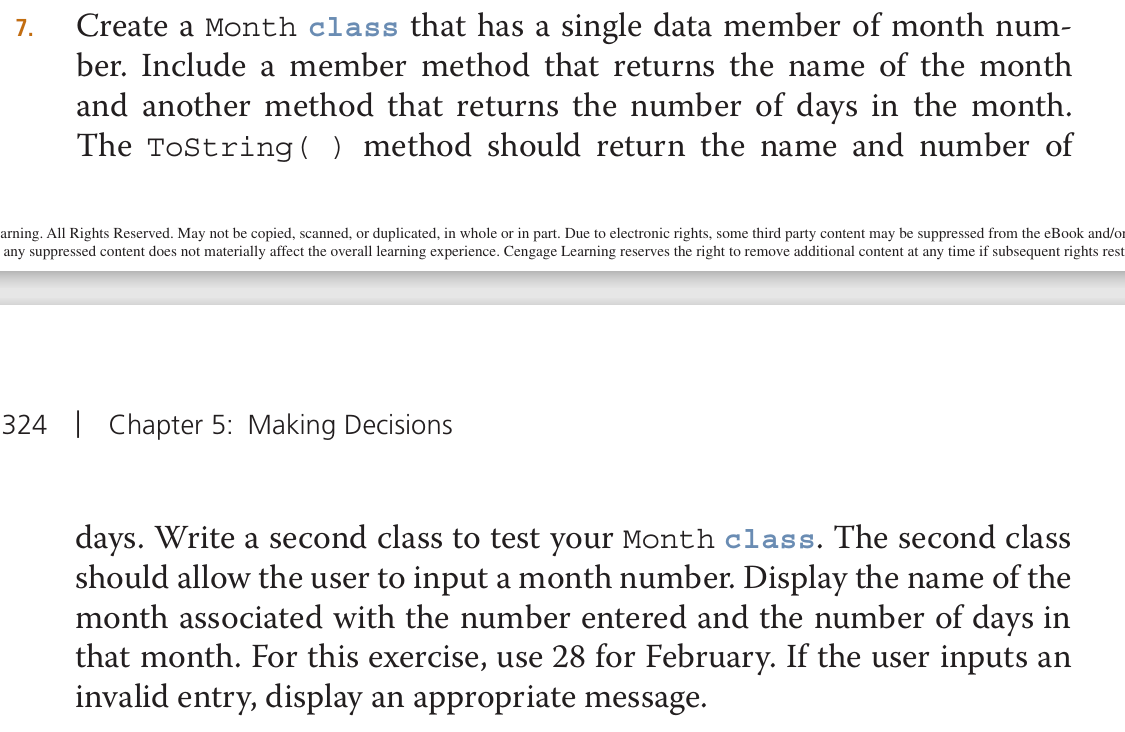 7. Create a Month class that has a single data member of month num-
ber. Include a member method that returns the name of the month
and another method that returns the number of days in the month.
The ToString( ) method should return the name and number of
arning. All Rights Reserved. May not be copied, scanned, or duplicated, in whole or in part. Due to electronic rights, some third party content may be suppressed from the eBook and/or
any suppressed content does not materially affect the overall learning experience. Cengage Learning reserves the right to remove additional content at any time if subsequent rights rest
324 | Chapter 5: Making Decisions
days. Write a second class to test your Month class. The second class
should allow the user to input a month number. Display the name of the
month associated with the number entered and the number of days in
that month. For this exercise, use 28 for February. If the user inputs an
invalid entry, display an appropriate message.